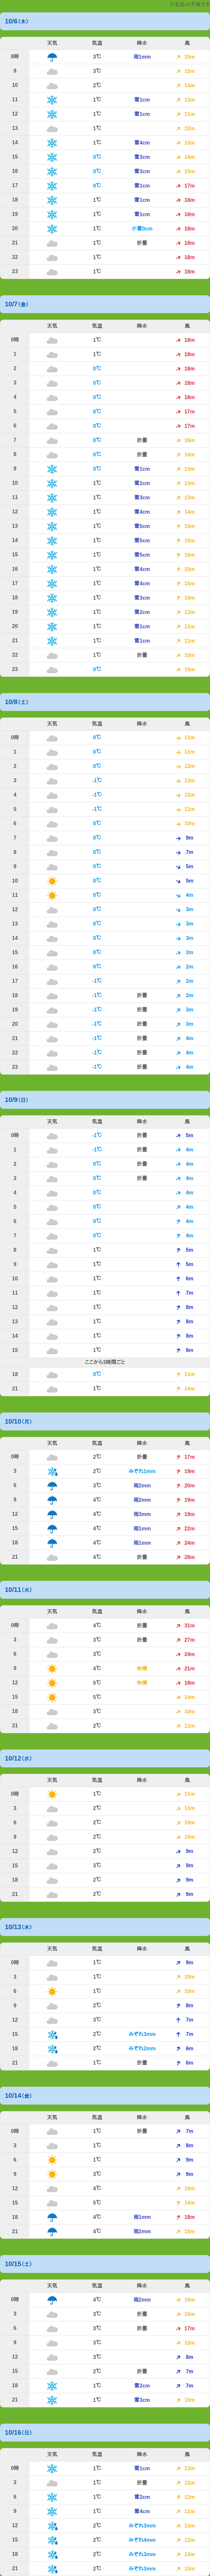 10/6(木)
天気 気温 降水 風
8時 3℃ 雨1mm 15m
9 3℃ 15m
10 2℃ 14m
11 1℃ 雪1cm 13m
12 1℃ 雪1cm 11m
13 1℃ 12m
14 1℃ 雪4cm 13m
15 0℃ 雪3cm 14m
16 0℃ 雪3cm 15m
17 0℃ 雪1cm 17m
18 1℃ 雪1cm 18m
19 1℃ 雪1cm 18m
20 1℃ 小雪0cm 18m
21 1℃ 折畳 18m
22 1℃ 18m
23 1℃ 18m
10/7(金)
天気 気温 降水 風
0時 1℃ 18m
1 1℃ 18m
2 0℃ 18m
3 0℃ 18m
4 0℃ 18m
5 0℃ 17m
6 0℃ 17m
7 0℃ 折畳 16m
8 0℃ 折畳 14m
9 0℃ 雪1cm 13m
10 1℃ 雪2cm 13m
11 1℃ 雪3cm 13m
12 1℃ 雪4cm 14m
13 1℃ 雪5cm 15m
14 1℃ 雪5cm 15m
15 1℃ 雪5cm 16m
16 1℃ 雪4cm 15m
17 1℃ 雪4cm 15m
18 1℃ 雪3cm 14m
19 1℃ 雪2cm 13m
20 1℃ 雪1cm 11m
21 1℃ 雪1cm 11m
22 1℃ 折畳 10m
23 0℃ 10m
10/8(土)
天気 気温 降水 風
0時 0℃ 11m
1 0℃ 11m
2 0℃ 12m
3 -1℃ 13m
4 -1℃ 12m
5 -1℃ 11m
6 0℃ 10m
7 0℃ 9m
8 0℃ 7m
9 0℃ 5m
10 0℃ 5m
11 0℃ 4m
12 0℃ 3m
13 0℃ 3m
14 0℃ 3m
15 0℃ 2m
16 0℃ 2m
17 -1℃ 2m
18 -1℃ 折畳 2m
19 -1℃ 折畳 3m
20 -1℃ 折畳 3m
21 -1℃ 折畳 4m
22 -1℃ 折畳 4m
23 -1℃ 折畳 4m
10/9(日)
天気 気温 降水 風
0時 -1℃ 折畳 5m
1 -1℃ 折畳 4m
2 0℃ 折畳 4m
3 0℃ 折畳 4m
4 0℃ 4m
5 0℃ 4m
6 0℃ 4m
7 0℃ 4m
8 1℃ 5m
9 1℃ 5m
10 1℃ 6m
11 1℃ 7m
12 1℃ 8m
13 1℃ 8m
14 1℃ 8m
15 1℃ 8m
ここから3時間ごと
18 0℃ 11m
21 1℃ 14m
10/10(月)
天気 気温 降水 風
0時 2℃ 折畳 17m
3 2℃ みぞれ1mm 19m
6 3℃ 雨2mm 20m
9 4℃ 雨2mm 19m
12 4℃ 雨3mm 19m
15 4℃ 雨1mm 22m
18 4℃ 雨1mm 24m
21 4℃ 折畳 29m
10/11(火)
天気 気温 降水 風
0時 4℃ 折畳 31m
3 3℃ 折畳 27m
6 3℃ 24m
9 4℃ 快晴 21m
12 5℃ 快晴 18m
15 5℃ 14m
18 3℃ 10m
21 2℃ 11m
10/12(水)
天気 気温 降水 風
0時 1℃ 11m
3 2℃ 11m
6 2℃ 10m
9 2℃ 10m
12 2℃ 9m
15 3℃ 9m
18 2℃ 9m
21 2℃ 9m
10/13(木)
天気 気温 降水 風
0時 1℃ 9m
3 1℃ 10m
6 1℃ 10m
9 2℃ 8m
12 3℃ 7m
15 2℃ みぞれ3mm 7m
18 2℃ みぞれ2mm 6m
21 1℃ 折畳 6m
10/14(金)
天気 気温 降水 風
0時 1℃ 折畳 7m
3 1℃ 8m
6 1℃ 9m
9 3℃ 9m
12 4℃ 10m
15 5℃ 14m
18 4℃ 雨1mm 18m
21 4℃ 雨2mm 15m
10/15(土)
天気 気温 降水 風
0時 4℃ 雨2mm 15m
3 3℃ 折畳 16m
6 3℃ 折畳 17m
9 3℃ 12m
12 3℃ 8m
15 2℃ 折畳 7m
18 1℃ 雪2cm 7m
21 1℃ 雪3cm 10m
10/16(日)
天気 気温 降水 風
0時 1℃ 雪1cm 13m
3 1℃ 折畳 12m
6 1℃ 雪2cm 12m
9 1℃ 雪4cm 11m
12 2℃ みぞれ3mm 11m
15 2℃ みぞれ4mm 12m
18 2℃ みぞれ3mm 13m
21 2℃ みぞれ3mm 13m